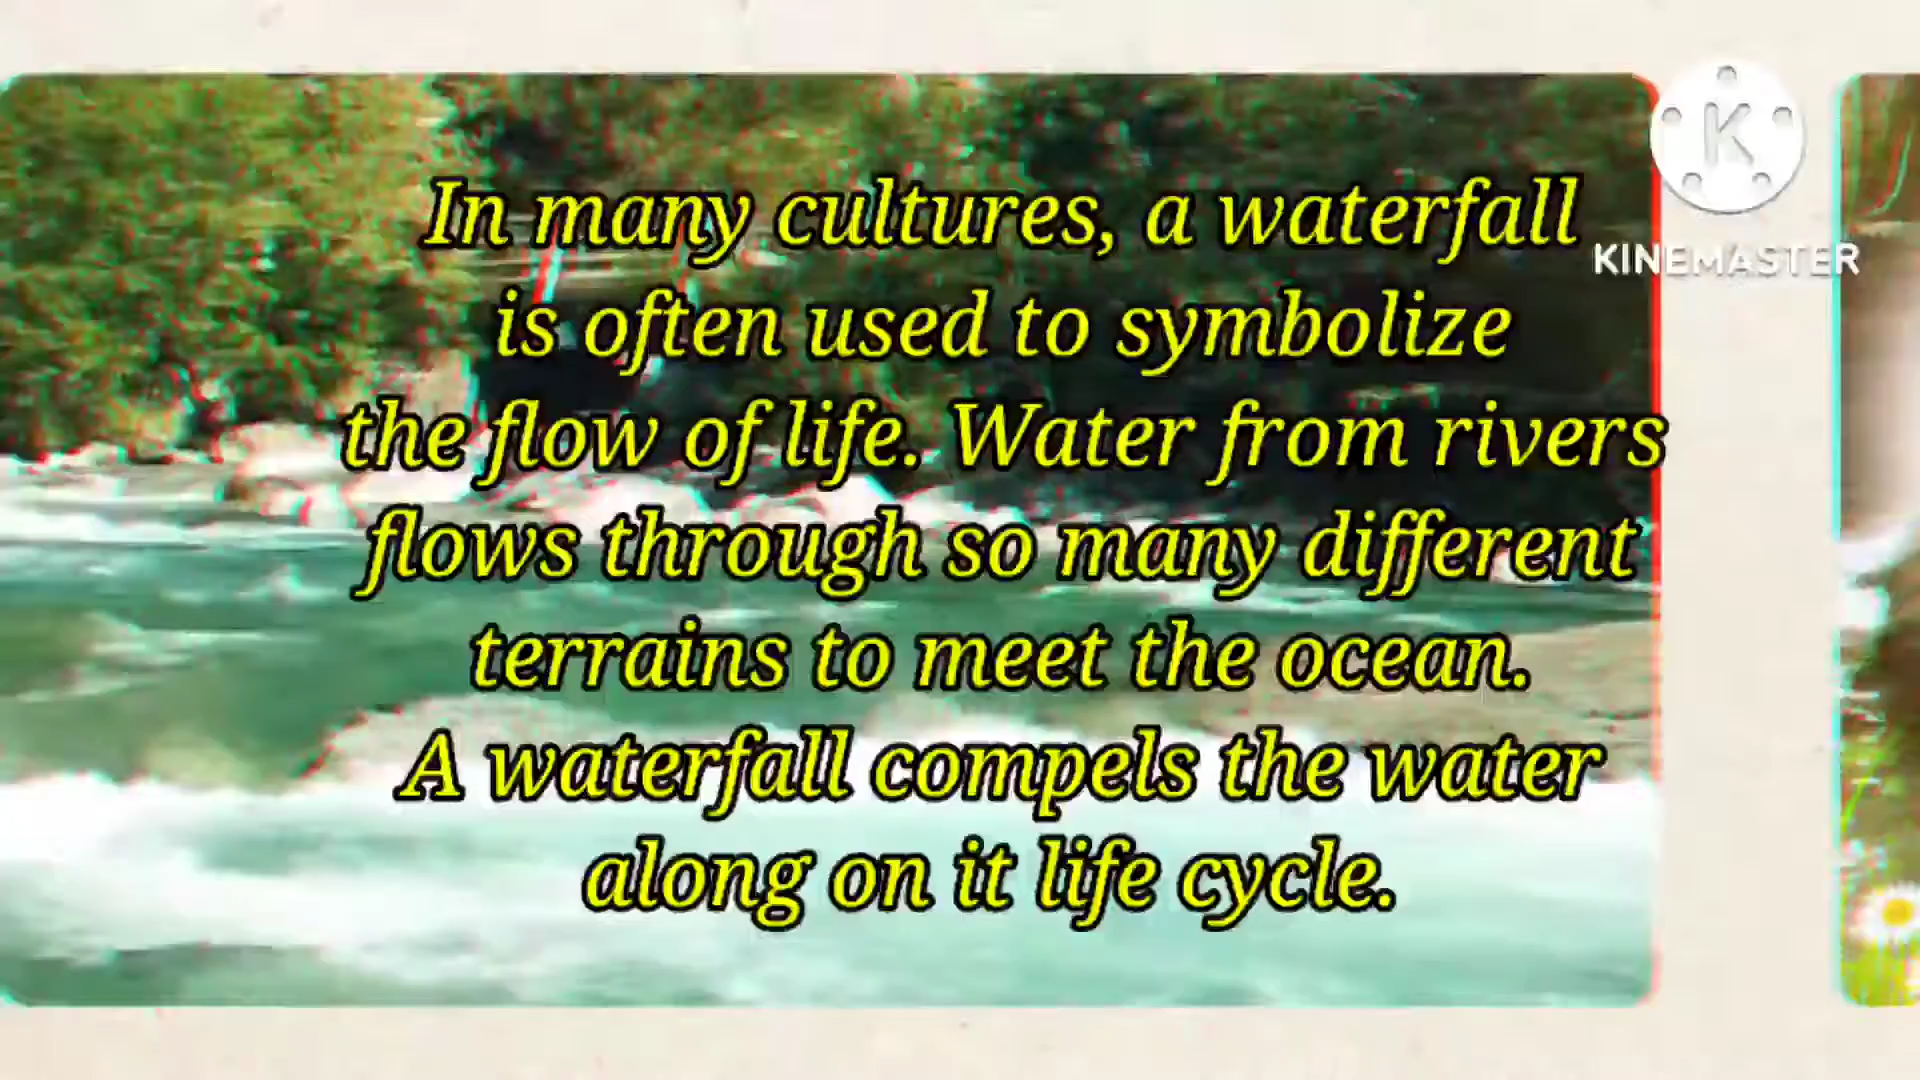 In many cultures, a waterfall
is often used to symbolize
the flow of life. Water from rivers
flows through so many different
terrains to meet the ocean.
A waterfall compels the water
along on it life cycle.
K
KINEMASTER